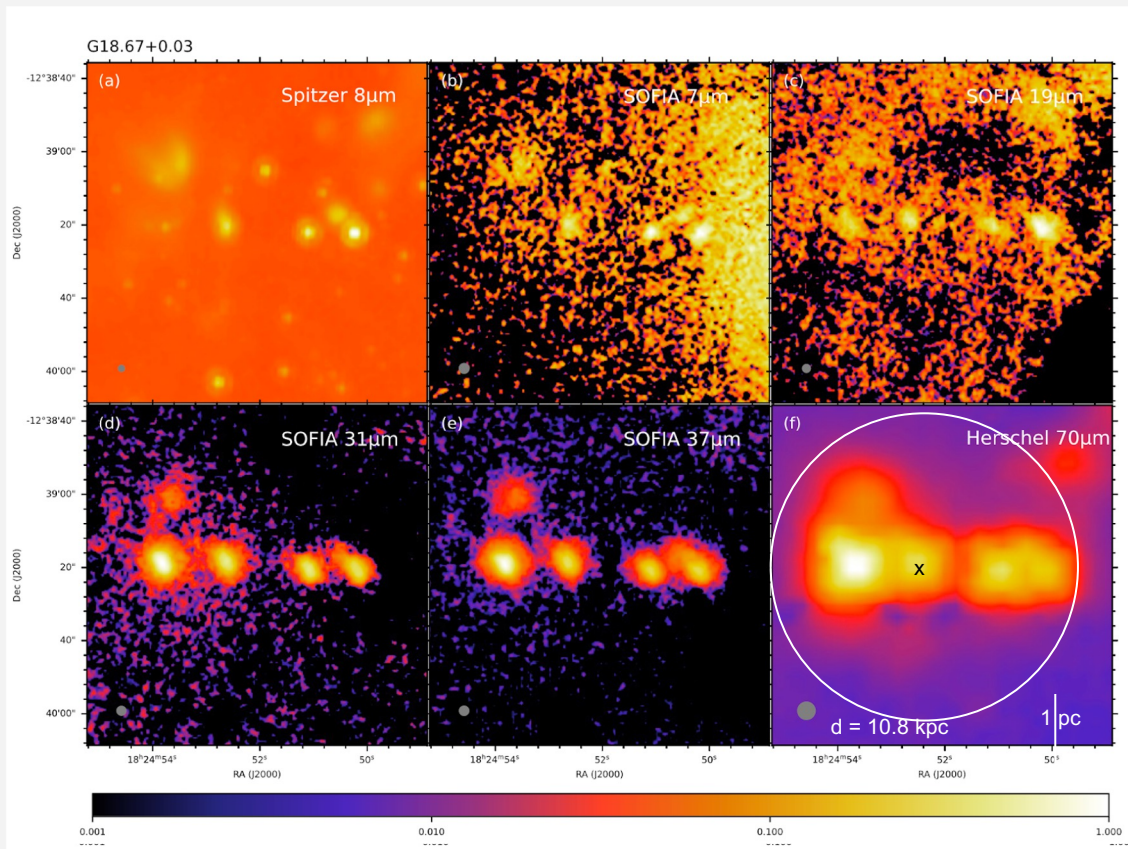 G18.67+0.03
(a)
Spitzer 8µm
(b)
SOFIA 7µm
(c)
SOFIA 19µm
-12°38'40"
39'00"
20"
40"
40'00"
Dec (J2000)
(d)
SOFIA 31µm
(e)
SOFIA 37µm
(f)
Herschel 70µm
-12°38'40"
39'00"
20"
40"
40'00"
Dec (J2000)
x
d = 10.8 kpc
1 pc
18ʰ24ᵐ54ˢ 52ˢ 50ˢ
18ʰ24ᵐ54ˢ 52ˢ 50ˢ
18ʰ24ᵐ54ˢ 52ˢ 50ˢ
RA (J2000) RA (J2000) RA (J2000)
0.001 0.010 0.100 1.000